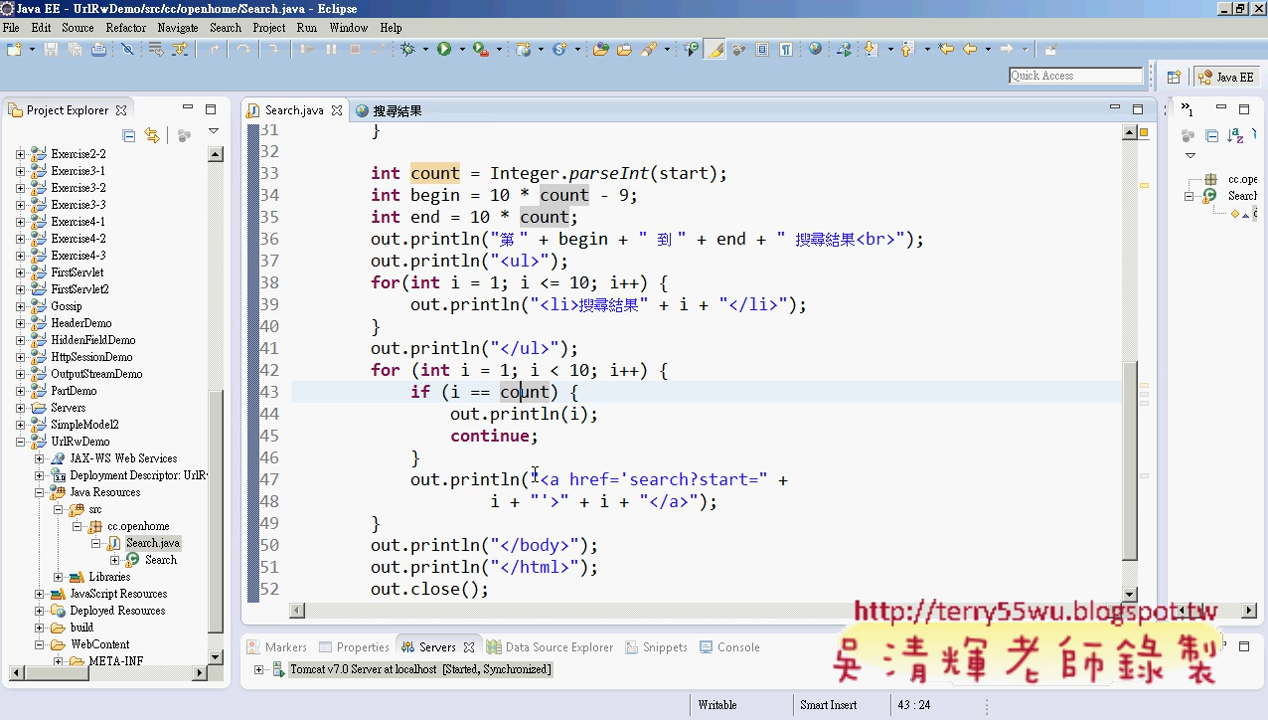 Java EE - UrlRwDemo/src/cc/openhome/Search.java - Eclipse
File Edit Source Refactor Navigate Search Project Run Window Help
Quick Access
Java EE
Project Explorer
Search.java
搜尋結果
Exercise2-2
Exercise3-1
Exercise3-2
Exercise3-3
Exercise4-1
Exercise4-2
Exercise4-3
FirstServlet
FirstServlet2
Gossip
HeaderDemo
HiddenFieldDemo
HttpSessionDemo
OutputStreamDemo
PartDemo
Servers
SimpleModel2
UrlRwDemo
JAX-WS Web Services
Deployment Descriptor: UrlR
Java Resources
src
cc.openhome
Search.java
Search
Libraries
JavaScript Resources
Deployed Resources
build
WebContent
META-INF
31 }
32
33 int count = Integer.parseInt(start);
34 int begin = 10 * count - 9;
35 int end = 10 * count;
36 out.println("第 " + begin + " 到 " + end + " 搜尋結果<br>");
37 out.println("<ul>");
38 for(int i = 1; i <= 10; i++) {
39 out.println("<li>搜尋結果" + i + "</li>");
40 }
41 out.println("</ul>");
42 for (int i = 1; i < 10; i++) {
43 if (i == count) {
44 out.println(i);
45 continue;
46 }
47 out.println("<a href='search?start=" +
48 i + "'>" + i + "</a>");
49 }
50 out.println("</body>");
51 out.println("</html>");
52 out.close();
1
cc.ope
Searc
Markers Properties Servers Data Source Explorer Snippets Console
Tomcat v7.0 Server at localhost [Started, Synchronized]
http://terry55wu.blogspot.tw
吳清輝老師錄製
Writable Smart Insert 43 : 24